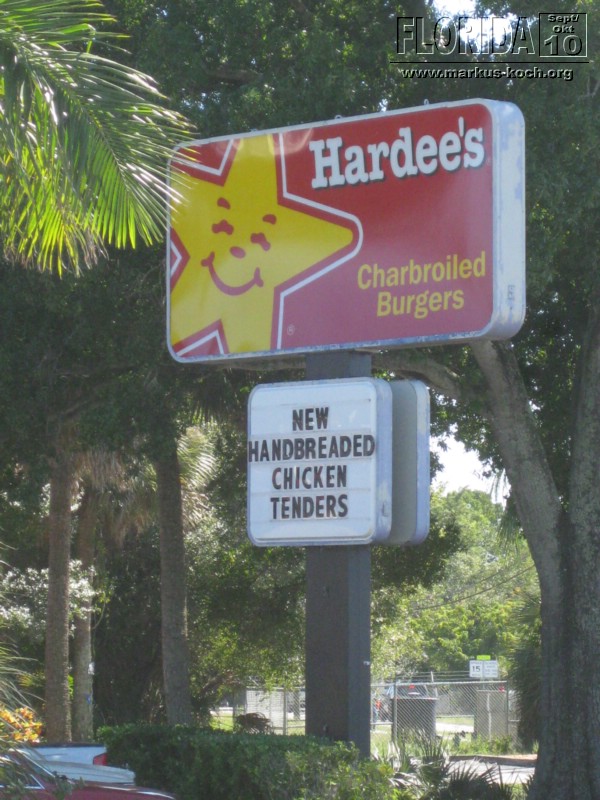 FLORIDA Sept/
Okt
10
www.markus-koch.org
Hardee's
Charbroiled
Burgers
®
NEW
HANDBREADED
CHICKEN
TENDERS
15